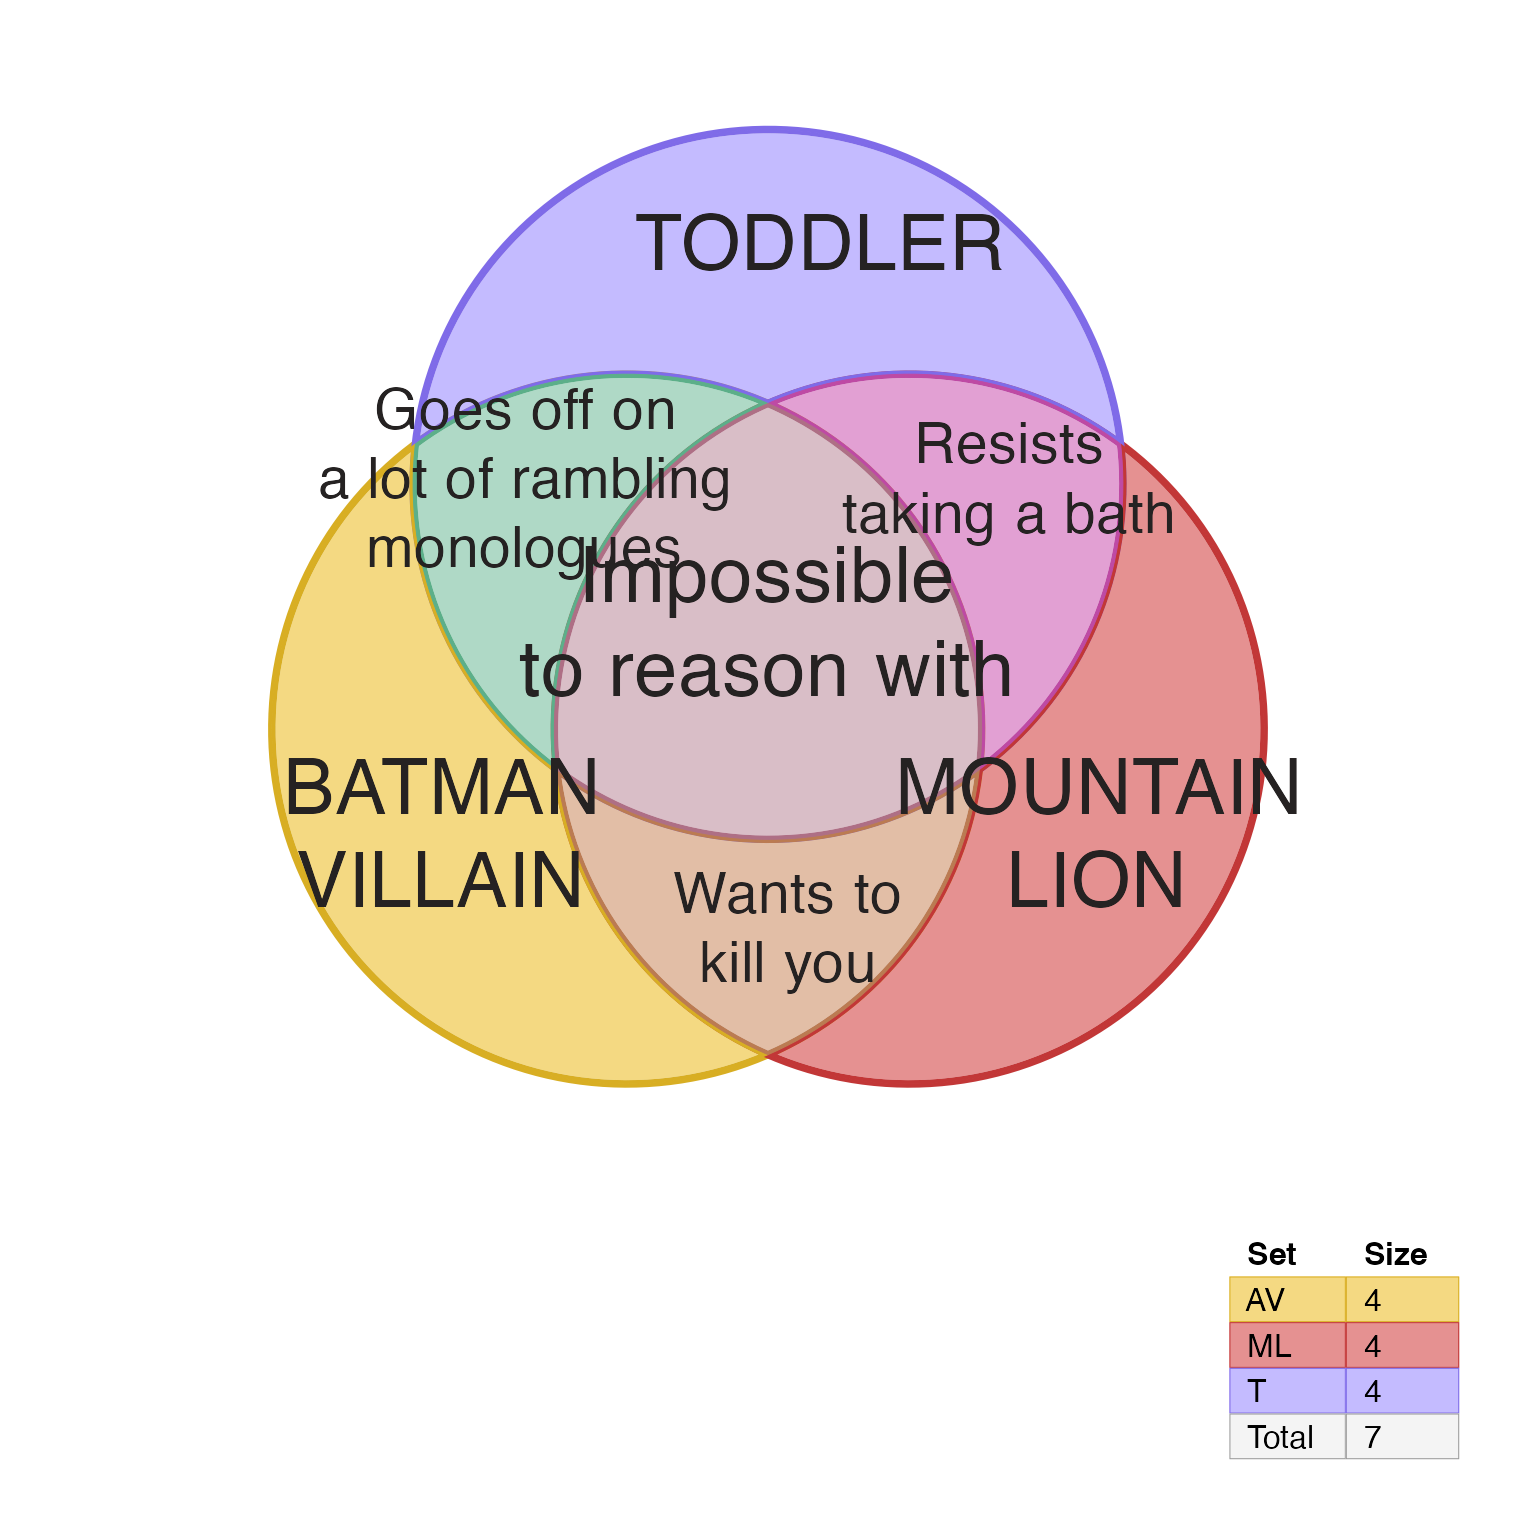 TODDLER
Goes off on
a lot of rambling
monologues
Resists
taking a bath
Impossible
to reason with
BATMAN
VILLAIN
MOUNTAIN
LION
Wants to
kill you
Set Size
AV 4
ML 4
T 4
Total 7